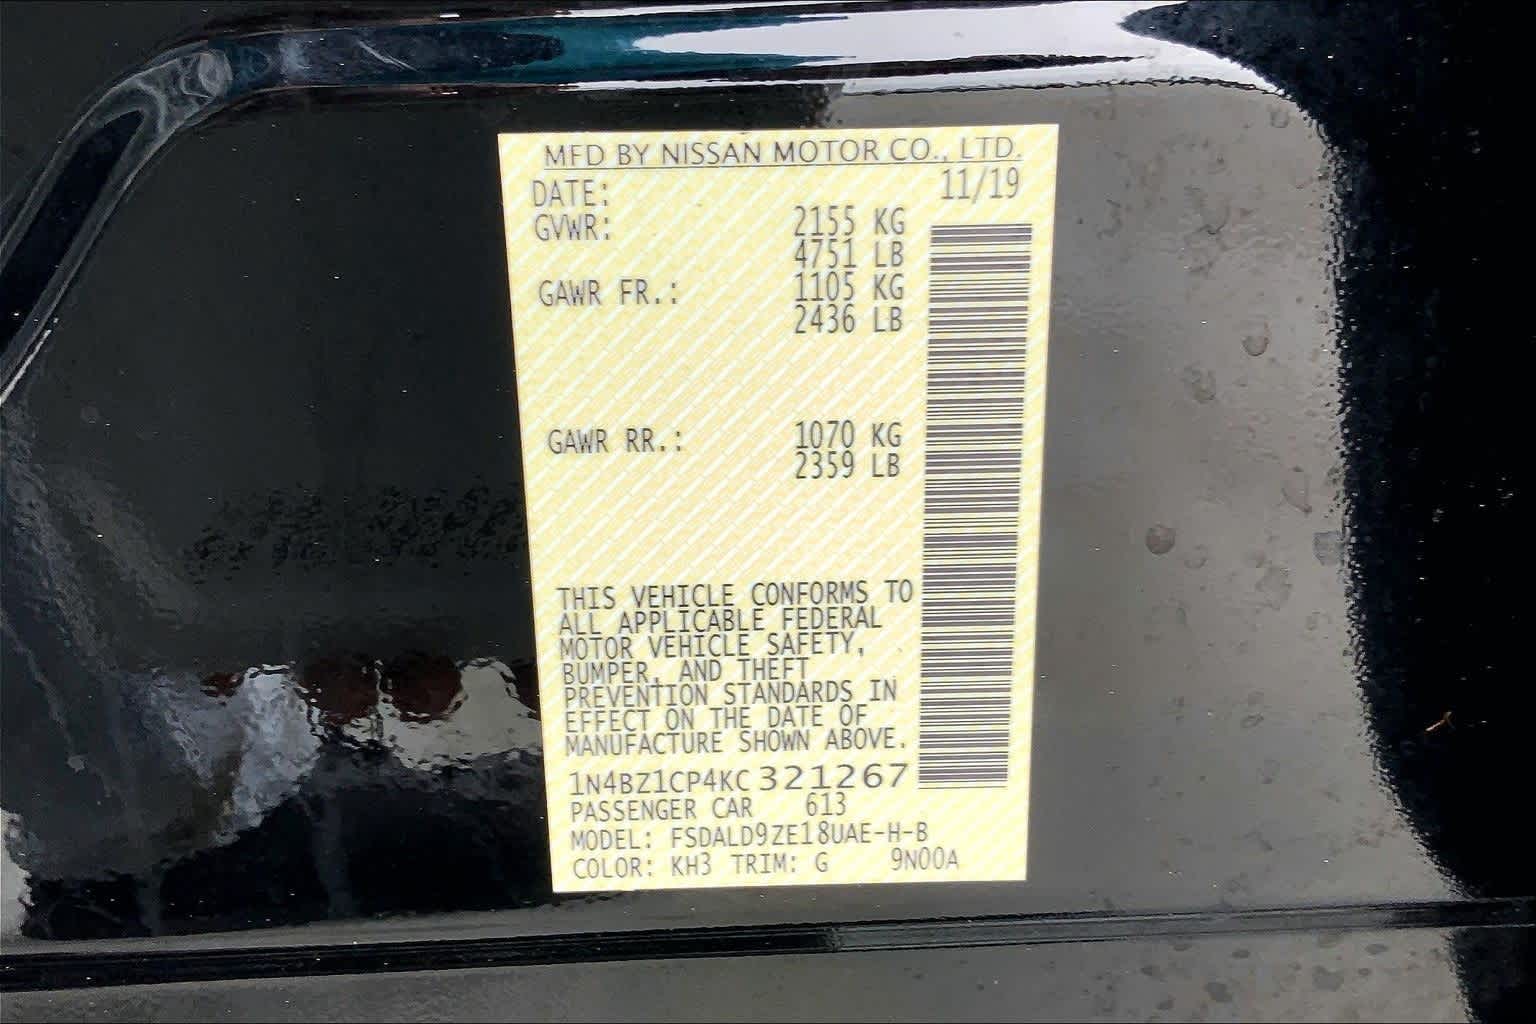 MFD BY NISSAN MOTOR CO., LTD.
DATE: 11/19
GVWR: 2155 KG
4751 LB
GAWR FR.: 1105 KG
2436 LB
GAWR RR.: 1070 KG
2359 LB
THIS VEHICLE CONFORMS TO
ALL APPLICABLE FEDERAL
MOTOR VEHICLE SAFETY,
BUMPER, AND THEFT
PREVENTION STANDARDS IN
EFFECT ON THE DATE OF
MANUFACTURE SHOWN ABOVE.
1N4BZ1CP4KC 321267
PASSENGER CAR 613
MODEL: FSDALD9ZE18UAE-H-B
COLOR: KH3 TRIM: G 9N00A